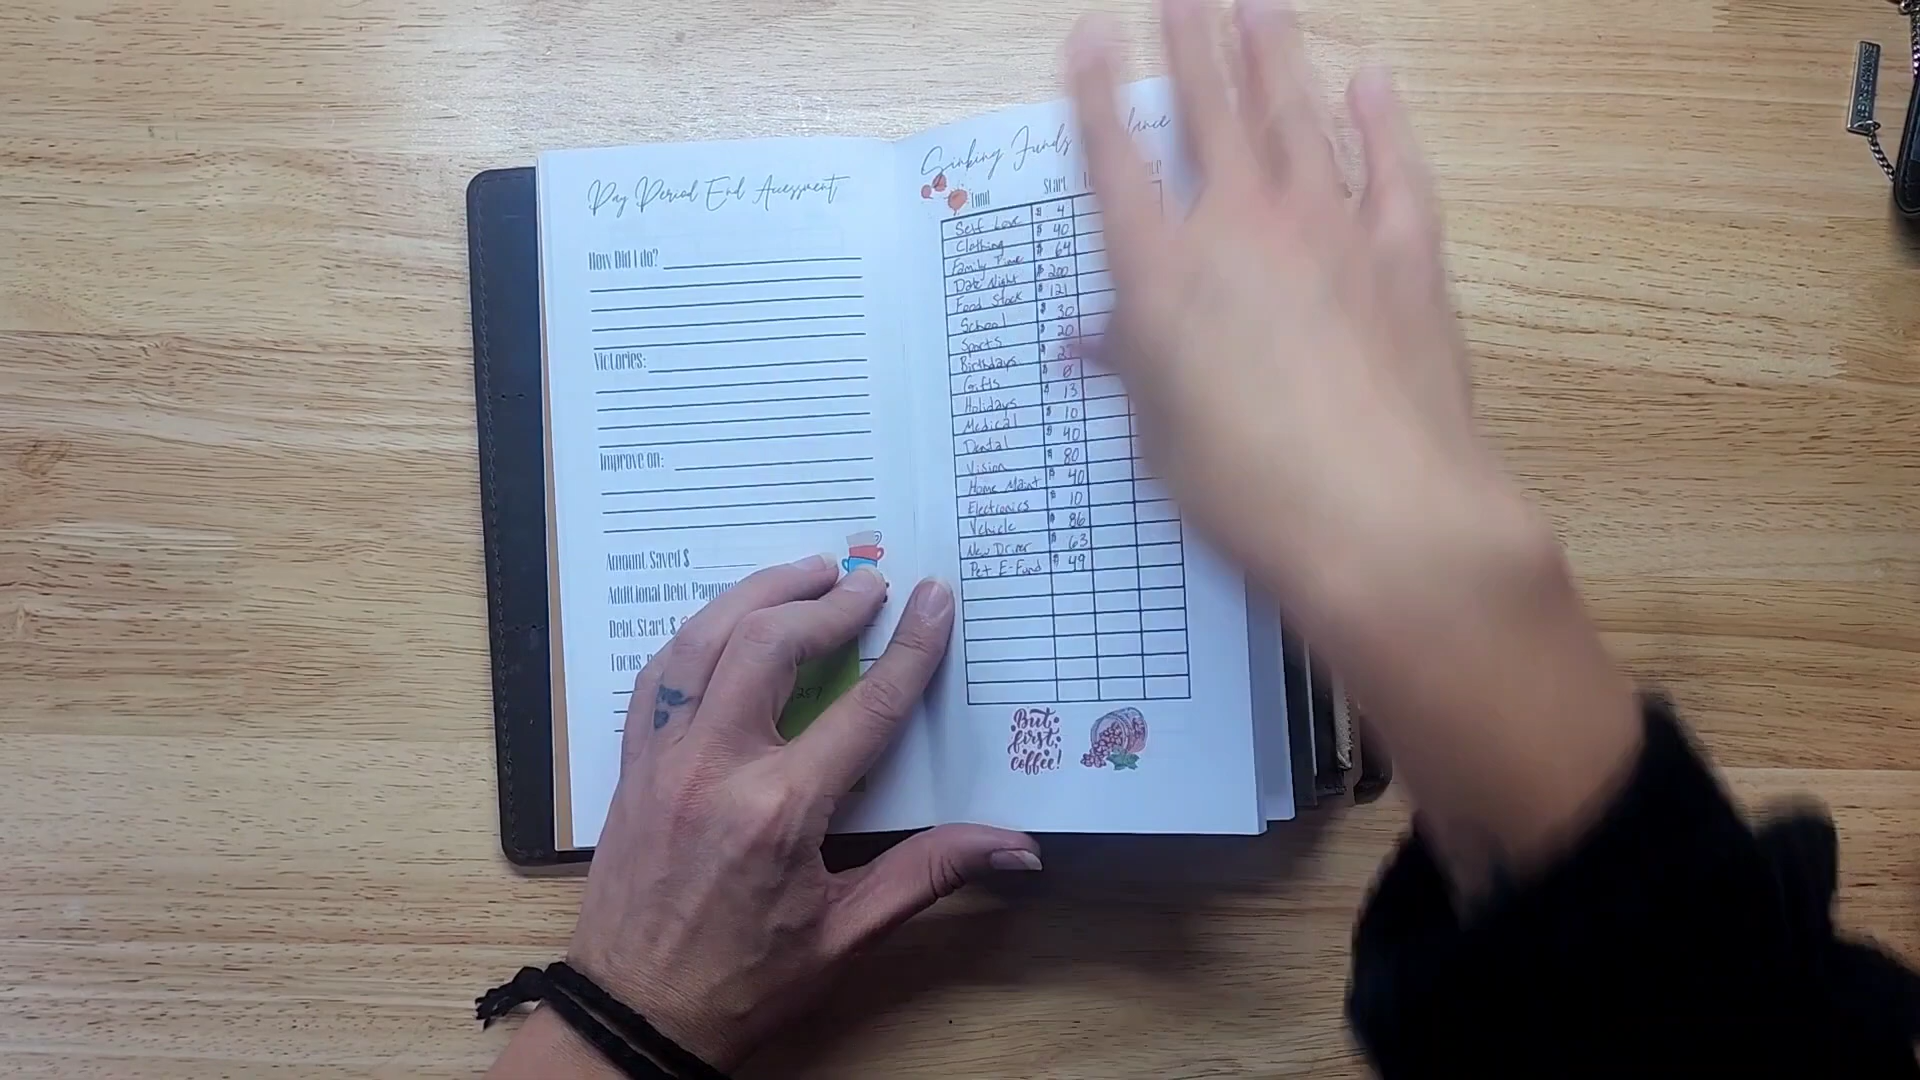 Pay Period End Assessment
How Did I do?
Victories:
Improve on:
Amount Saved $
Additional Debt
Debt Start $
Focus
Sinking Funds
Fund Start
Self Love $ 4
Clothing $ 40
Family Time $ 64
Date Night $ 200
Food Stock $ 121
School $ 30
Sports $ 20
Birthdays $
Gifts $ 0
Holidays $ 13
Medical $ 10
Dental $ 40
Vision $ 80
Home Maint $ 40
Electronics $ 10
Vehicle $ 86
New Driver $ 63
Pet E-Fund $ 49
But
first,
coffee!